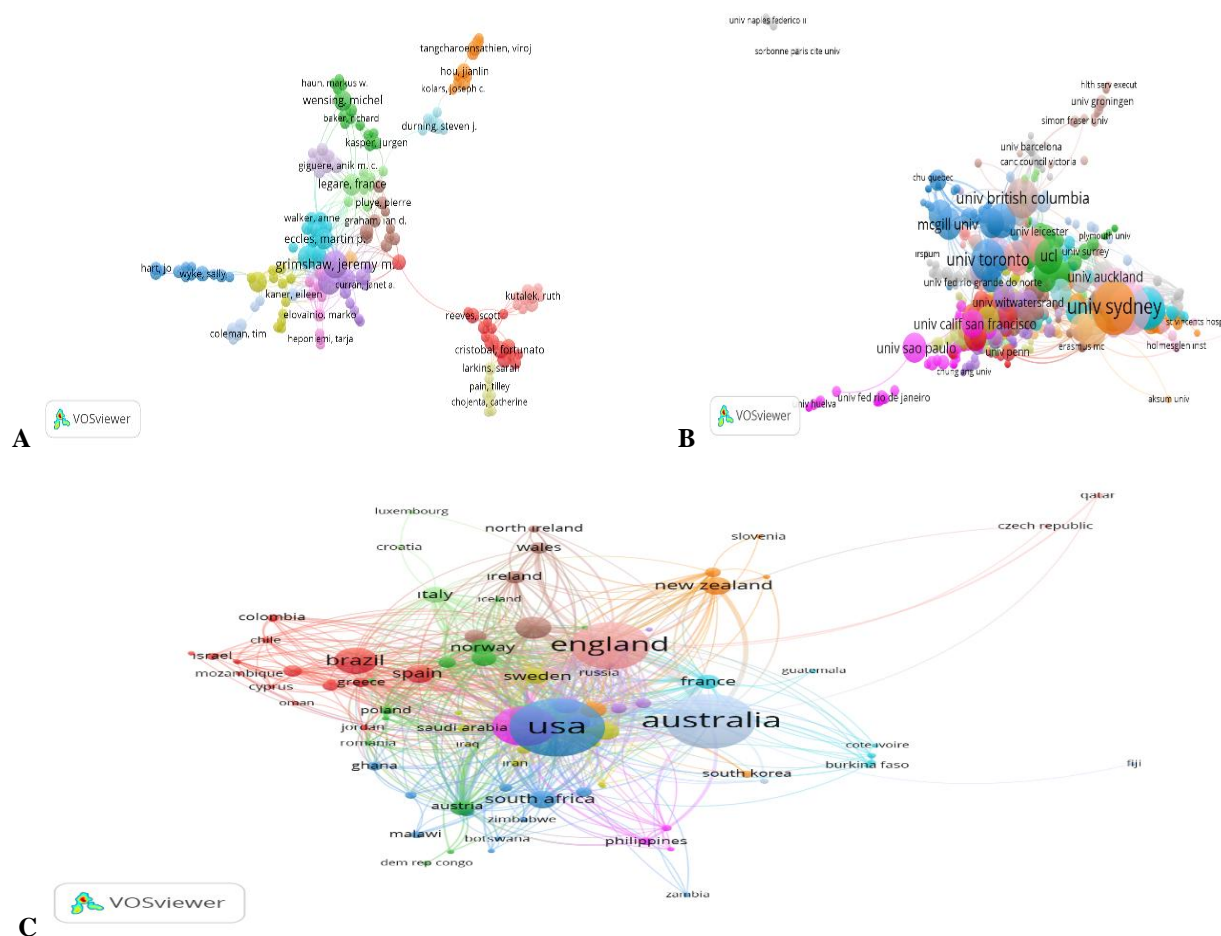 tangcharoensathien, viroj
hou, jianlin
kolars, joseph c.
haun, markus w.
wensing, michel
baker, richard
durning, steven j.
kasper, jurgen
giguere, anik m. c.
legare, france
pluye, pierre
walker, anne
graham, ian d.
eccles, martin p.
grimshaw, jeremy m.
hart, jo
wyke, sally
curran, janet a.
kaner, eileen
kutalek, ruth
elovainio, marko
reeves, scott
coleman, tim
heponiemi, tarja
cristobal, fortunato
larkins, sarah
pain, tilley
chojenta, catherine
VOSviewer
A
univ naples federico ii
sorbonne paris cite univ
hlth serv execut
univ groningen
simon fraser univ
univ barcelona
canc council victoria
chu quebec
univ british columbia
mcgill univ
univ leicester
plymouth univ
ucl
univ surrey
irspum
univ toronto
univ auckland
univ fed rio grande do norte
univ witwatersrand
univ sydney
univ calif san francisco
st vincents hosp
univ sao paulo
univ penn
erasmus mc
holmesglen inst
chung ang univ
univ fed rio de janeiro
univ huelva
aksum univ
VOSviewer
B
qatar
luxembourg
north ireland
czech republic
croatia
wales
slovenia
ireland
new zealand
italy
iceland
colombia
england
chile
norway
israel
brazil
spain
sweden
russia
guatemala
mozambique
greece
france
cyprus
oman
poland
australia
jordan
saudi arabia
usa
romania
iraq
cote ivoire
ghana
iran
south korea
burkina faso
fiji
austria
south africa
zimbabwe
malawi
botswana
philippines
dem rep congo
zambia
VOSviewer
C